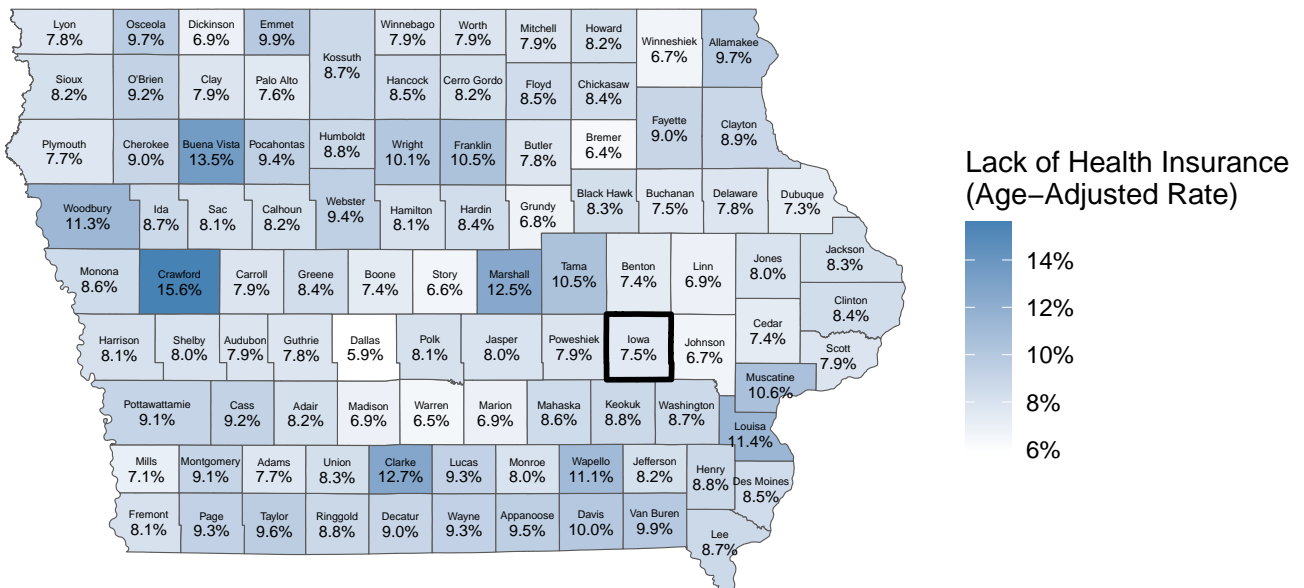 Lyon
7.8%
Osceola
9.7%
Dickinson
6.9%
Emmet
9.9%
Kossuth
8.7%
Winnebago
7.9%
Worth
7.9%
Mitchell
7.9%
Howard
8.2%
Winneshiek
6.7%
Allamakee
9.7%
Sioux
8.2%
O'Brien
9.2%
Clay
7.9%
Palo Alto
7.6%
Hancock
8.5%
Cerro Gordo
8.2%
Floyd
8.5%
Chickasaw
8.4%
Fayette
9.0%
Clayton
8.9%
Plymouth
7.7%
Cherokee
9.0%
Buena Vista
13.5%
Pocahontas
9.4%
Humboldt
8.8%
Wright
10.1%
Franklin
10.5%
Butler
7.8%
Bremer
6.4%
Woodbury
11.3%
Ida
8.7%
Sac
8.1%
Calhoun
8.2%
Webster
9.4%
Hamilton
8.1%
Hardin
8.4%
Grundy
6.8%
Black Hawk
8.3%
Buchanan
7.5%
Delaware
7.8%
Dubuque
7.3%
Monona
8.6%
Crawford
15.6%
Carroll
7.9%
Greene
8.4%
Boone
7.4%
Story
6.6%
Marshall
12.5%
Tama
10.5%
Benton
7.4%
Linn
6.9%
Jones
8.0%
Jackson
8.3%
Clinton
8.4%
Harrison
8.1%
Shelby
8.0%
Audubon
7.9%
Guthrie
7.8%
Dallas
5.9%
Polk
8.1%
Jasper
8.0%
Poweshiek
7.9%
Iowa
7.5%
Johnson
6.7%
Cedar
7.4%
Scott
7.9%
Muscatine
10.6%
Pottawattamie
9.1%
Cass
9.2%
Adair
8.2%
Madison
6.9%
Warren
6.5%
Marion
6.9%
Mahaska
8.6%
Keokuk
8.8%
Washington
8.7%
Louisa
11.4%
Mills
7.1%
Montgomery
9.1%
Adams
7.7%
Union
8.3%
Clarke
12.7%
Lucas
9.3%
Monroe
8.0%
Wapello
11.1%
Jefferson
8.2%
Henry
8.8%
Des Moines
8.5%
Fremont
8.1%
Page
9.3%
Taylor
9.6%
Ringgold
8.8%
Decatur
9.0%
Wayne
9.3%
Appanoose
9.5%
Davis
10.0%
Van Buren
9.9%
Lee
8.7%
Lack of Health Insurance
(Age−Adjusted Rate)
14%
12%
10%
8%
6%